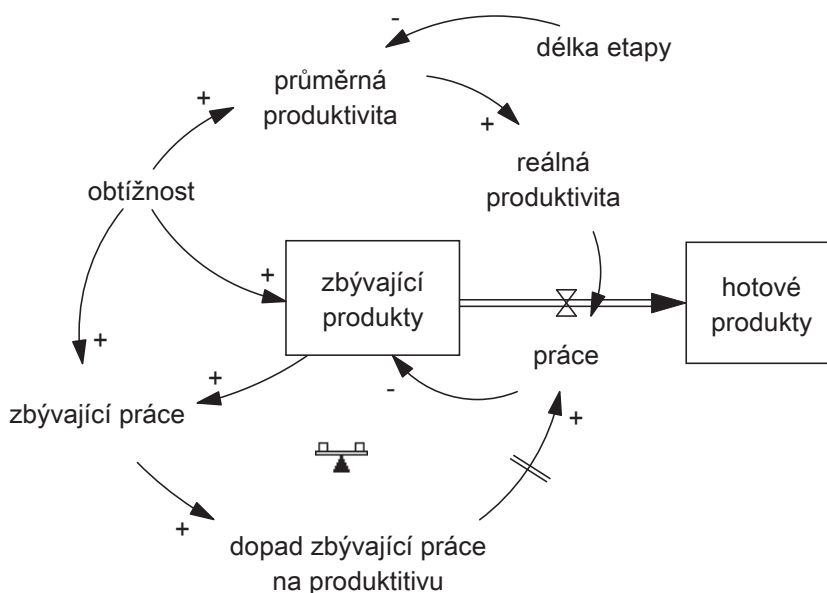 -
délka etapy
průměrná
produktivita
+
+
reálná
produktivita
obtížnost
+
zbývající
produkty
hotové
produkty
+
práce
+
-
+
zbývající práce
+
dopad zbývající práce
na produktitivu